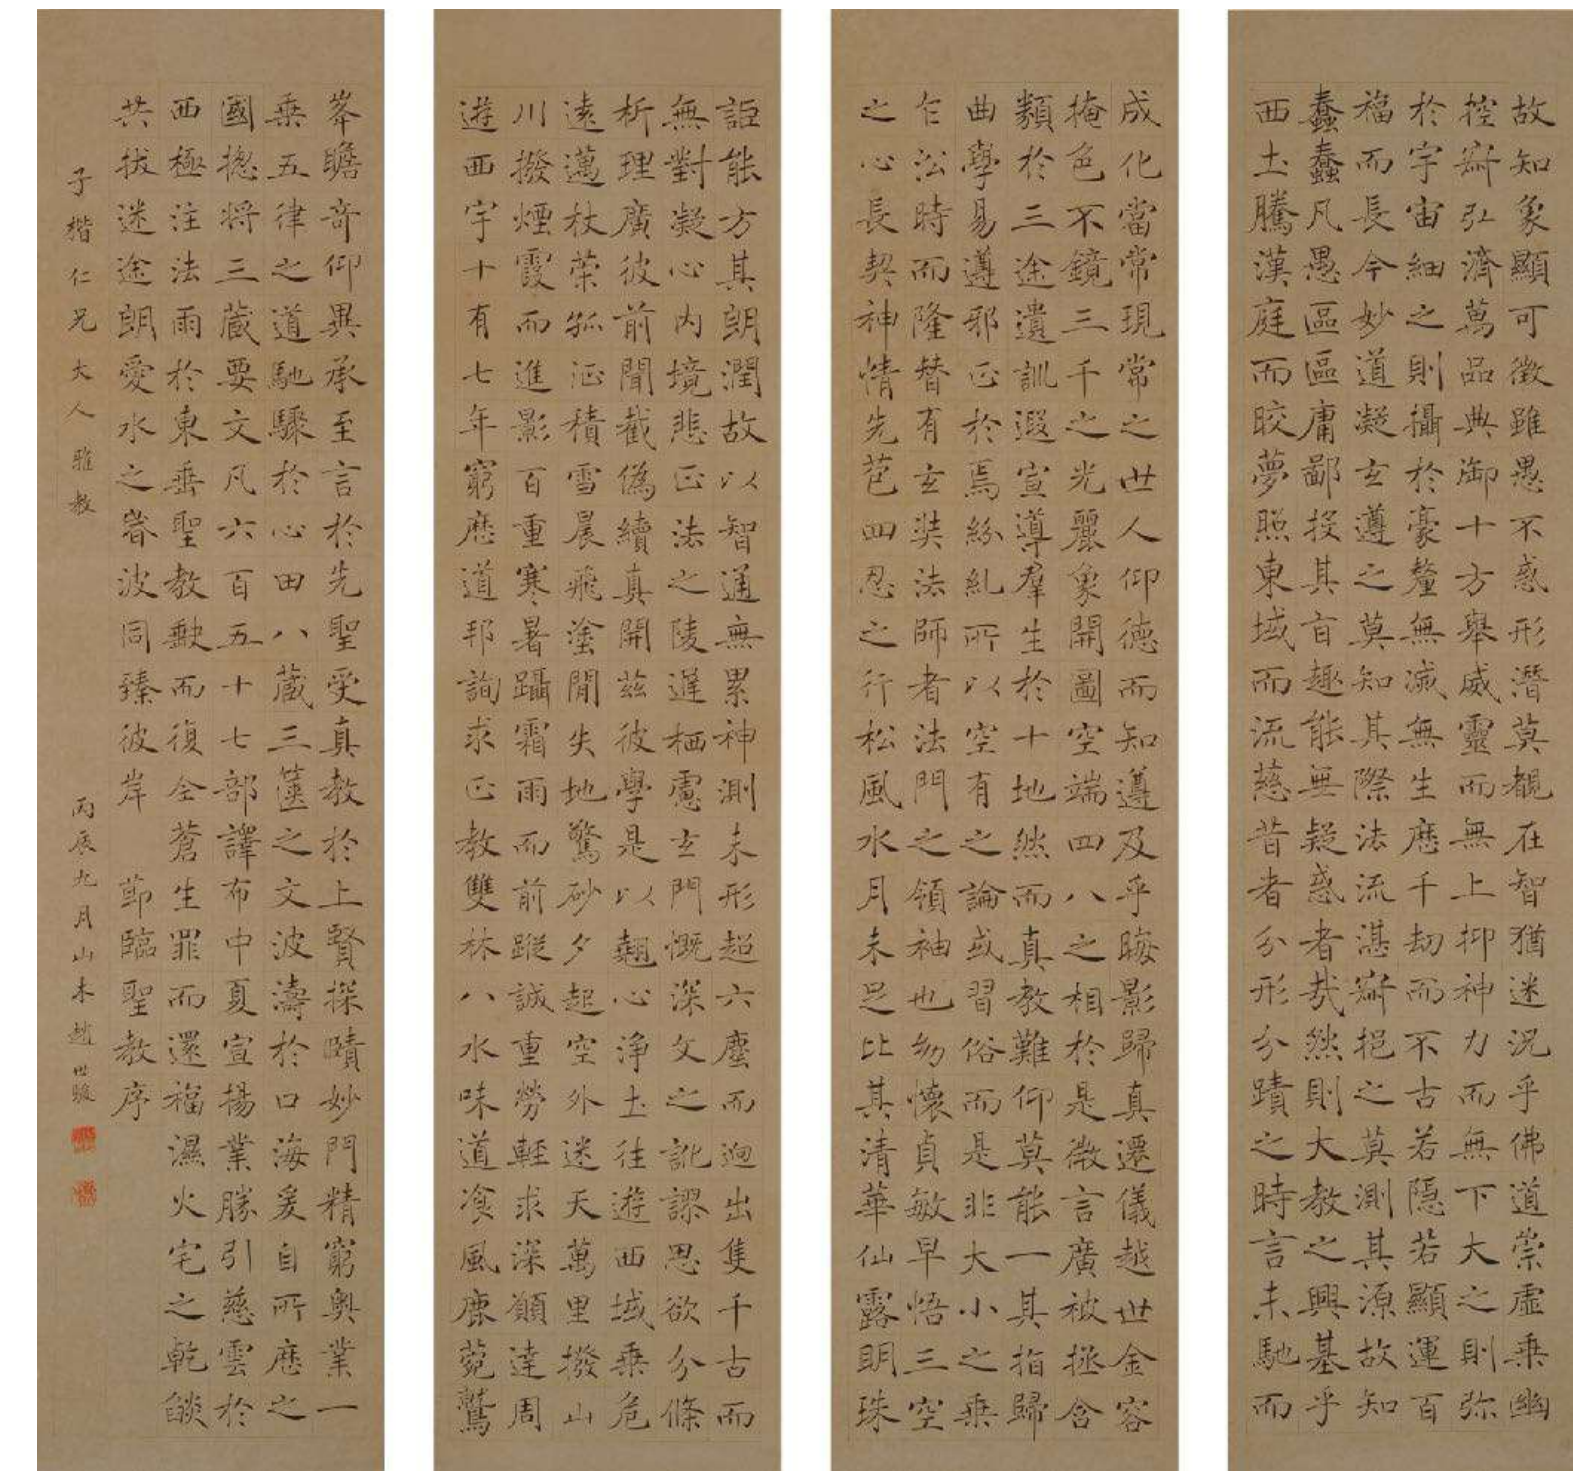 故知象顯可徵雖愚不惑形潛莫覩在智猶迷況乎佛道崇虛乘幽
控寂弘濟萬品典御十方舉威靈而無上抑神力而無下大之則弥
於宇宙細之則攝於豪釐無滅無生歷千劫而不古若隱若顯運百
福而長今妙道凝玄遵之莫知其際法流湛寂挹之莫測其源故知
蠢蠢凡愚區區庸鄙投其旨趣能無疑惑者哉然則大教之興基乎
西土騰漢庭而皎夢照東域而流慈昔者分形分蹟之時言未馳而
成化當常現常之世人仰德而知遵及乎晦影歸真遷儀越世金容
掩色不鏡三千之光麗象開圖空端四八之相於是微言廣被拯含
類於三途遺訓遐宣導羣生於十地然而真教難仰莫能一其指歸
曲學易遵邪正於焉紛糺所以空有之論或習俗而是非大小之乘
乍沿時而隆替有玄奘法師者法門之領袖也幼懷貞敏早悟三空
之心長契神情先苞四忍之行松風水月未足比其清華仙露明珠
詎能方其朗潤故以智通無累神測未形超六塵而迥出隻千古而
無對凝心內境悲正法之陵遲栖慮玄門慨深文之訛謬思欲分條
析理廣彼前聞截偽續真開茲彼學是以翹心浄土往遊西域乘危
遠邁杖策孤征積雪晨飛塗間失地驚砂夕起空外迷天萬里撥山
川撥煙霞而進影百重寒暑躡霜雨而前蹤誠重勞輕求深願達周
遊西宇十有七年窮歷道邦詢求正教雙林八水味道飡風鹿菀鷲
峯瞻奇仰異承至言於先聖受真教於上賢探賾妙門精窮奧業一
乘五律之道馳驟於心田八藏三篋之文波濤於口海爰自所歷之
國揔將三藏要文凡六百五十七部譯布中夏宣揚業勝引慈雲於
西極注法雨於東垂聖教缺而復全蒼生罪而還福濕火宅之乾燄
共拔迷途朗愛水之昏波同臻彼岸 節臨聖教序
子楷仁兄大人雅教
丙辰九月山木趙世駿